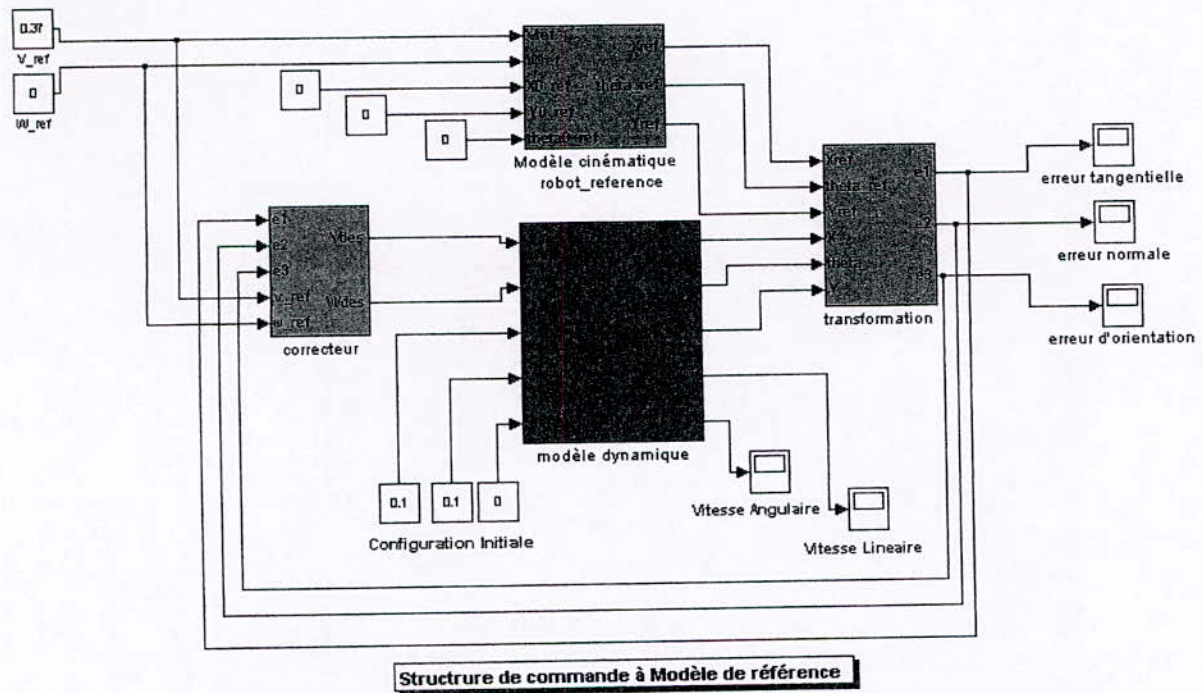 0.37
V_ref
0
W_ref
0
0
0
Vref
Wref
X0_ref
Y0_ref
theta0_ref
Xref
theta_ref
Yref
Modèle cinématique
robot_reference
e1
e2
e3
v_ref
w_ref
Vdes
Wdes
correcteur
modèle dynamique
0.1
0.1
0
Configuration Initiale
Xref
theta_ref
Yref
X
theta
Y
e1
e2
e3
transformation
erreur tangentielle
erreur normale
erreur d'orientation
Vitesse Angulaire
Vitesse Lineaire
Structrure de commande à Modèle de référence